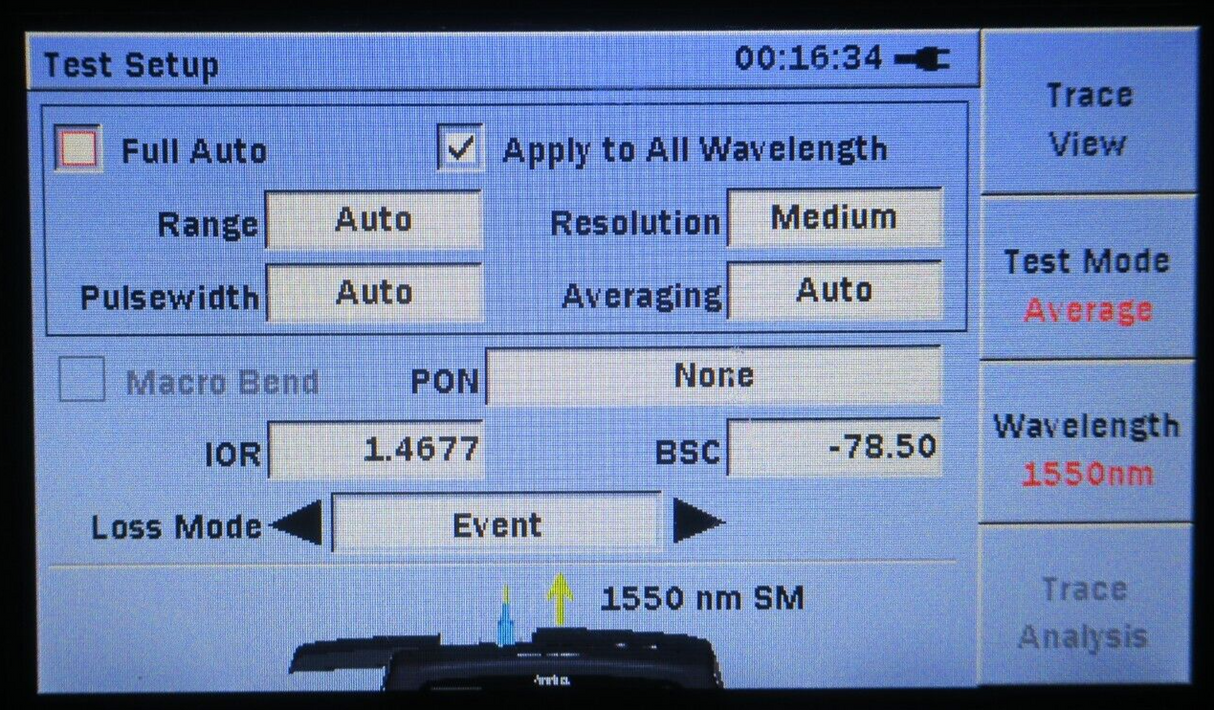 Test Setup 00:16:34
Full Auto Apply to All Wavelength
Range Auto Resolution Medium
Pulsewidth Auto Averaging Auto
Macro Bend PON None
IOR 1.4677 BSC -78.50
Loss Mode Event
1550 nm SM
Trace
View
Test Mode
Average
Wavelength
1550nm
Trace
Analysis